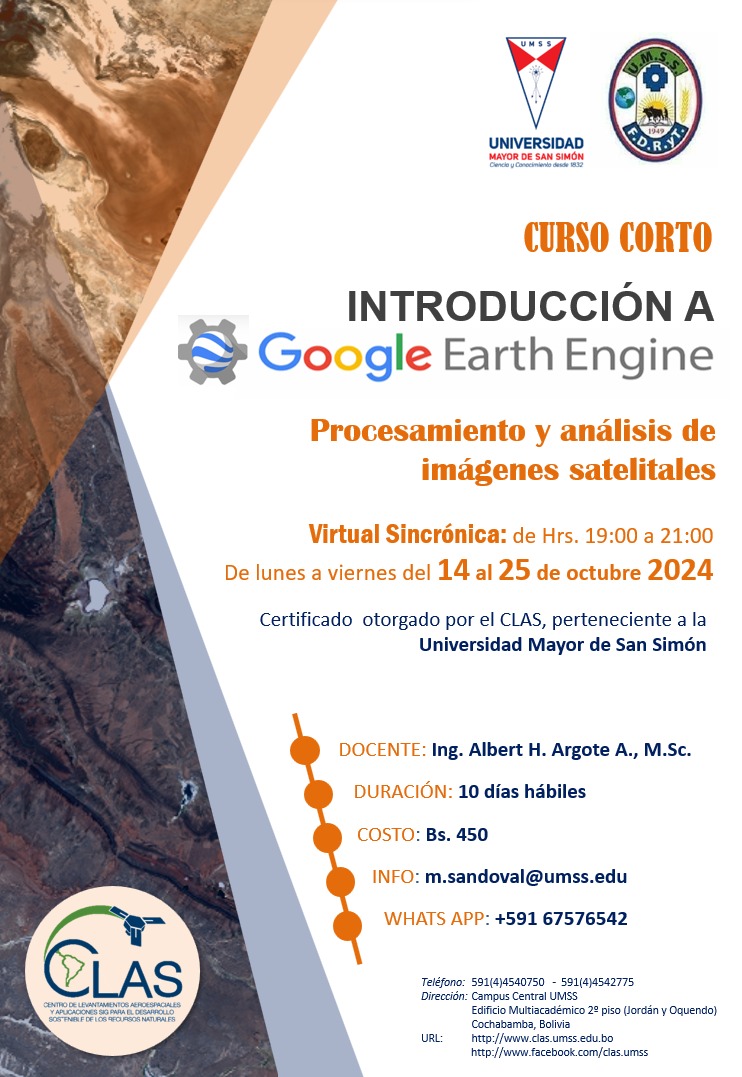 UMSS
UNIVERSIDAD
MAYOR DE SAN SIMÓN
Ciencia y Conocimiento desde 1832
U.M.S.S.
1949
F.D.R.yT.
CURSO CORTO
INTRODUCCIÓN A
Google Earth Engine
Procesamiento y análisis de
imágenes satelitales
Virtual Sincrónica: de Hrs. 19:00 a 21:00
De lunes a viernes del 14 al 25 de octubre 2024
Certificado otorgado por el CLAS, perteneciente a la
Universidad Mayor de San Simón
DOCENTE: Ing. Albert H. Argote A., M.Sc.
DURACIÓN: 10 días hábiles
COSTO: Bs. 450
INFO: m.sandoval@umss.edu
WHATS APP: +591 67576542
CLAS
CENTRO DE LEVANTAMIENTOS AEROESPACIALES
Y APLICACIONES SIG PARA EL DESARROLLO
SOSTENIBLE DE LOS RECURSOS NATURALES
Teléfono: 591(4)4540750 - 591(4)4542775
Dirección: Campus Central UMSS
Edificio Multiacadémico 2º piso (Jordán y Oquendo)
Cochabamba, Bolivia
URL: http://www.clas.umss.edu.bo
http://www.facebook.com/clas.umss